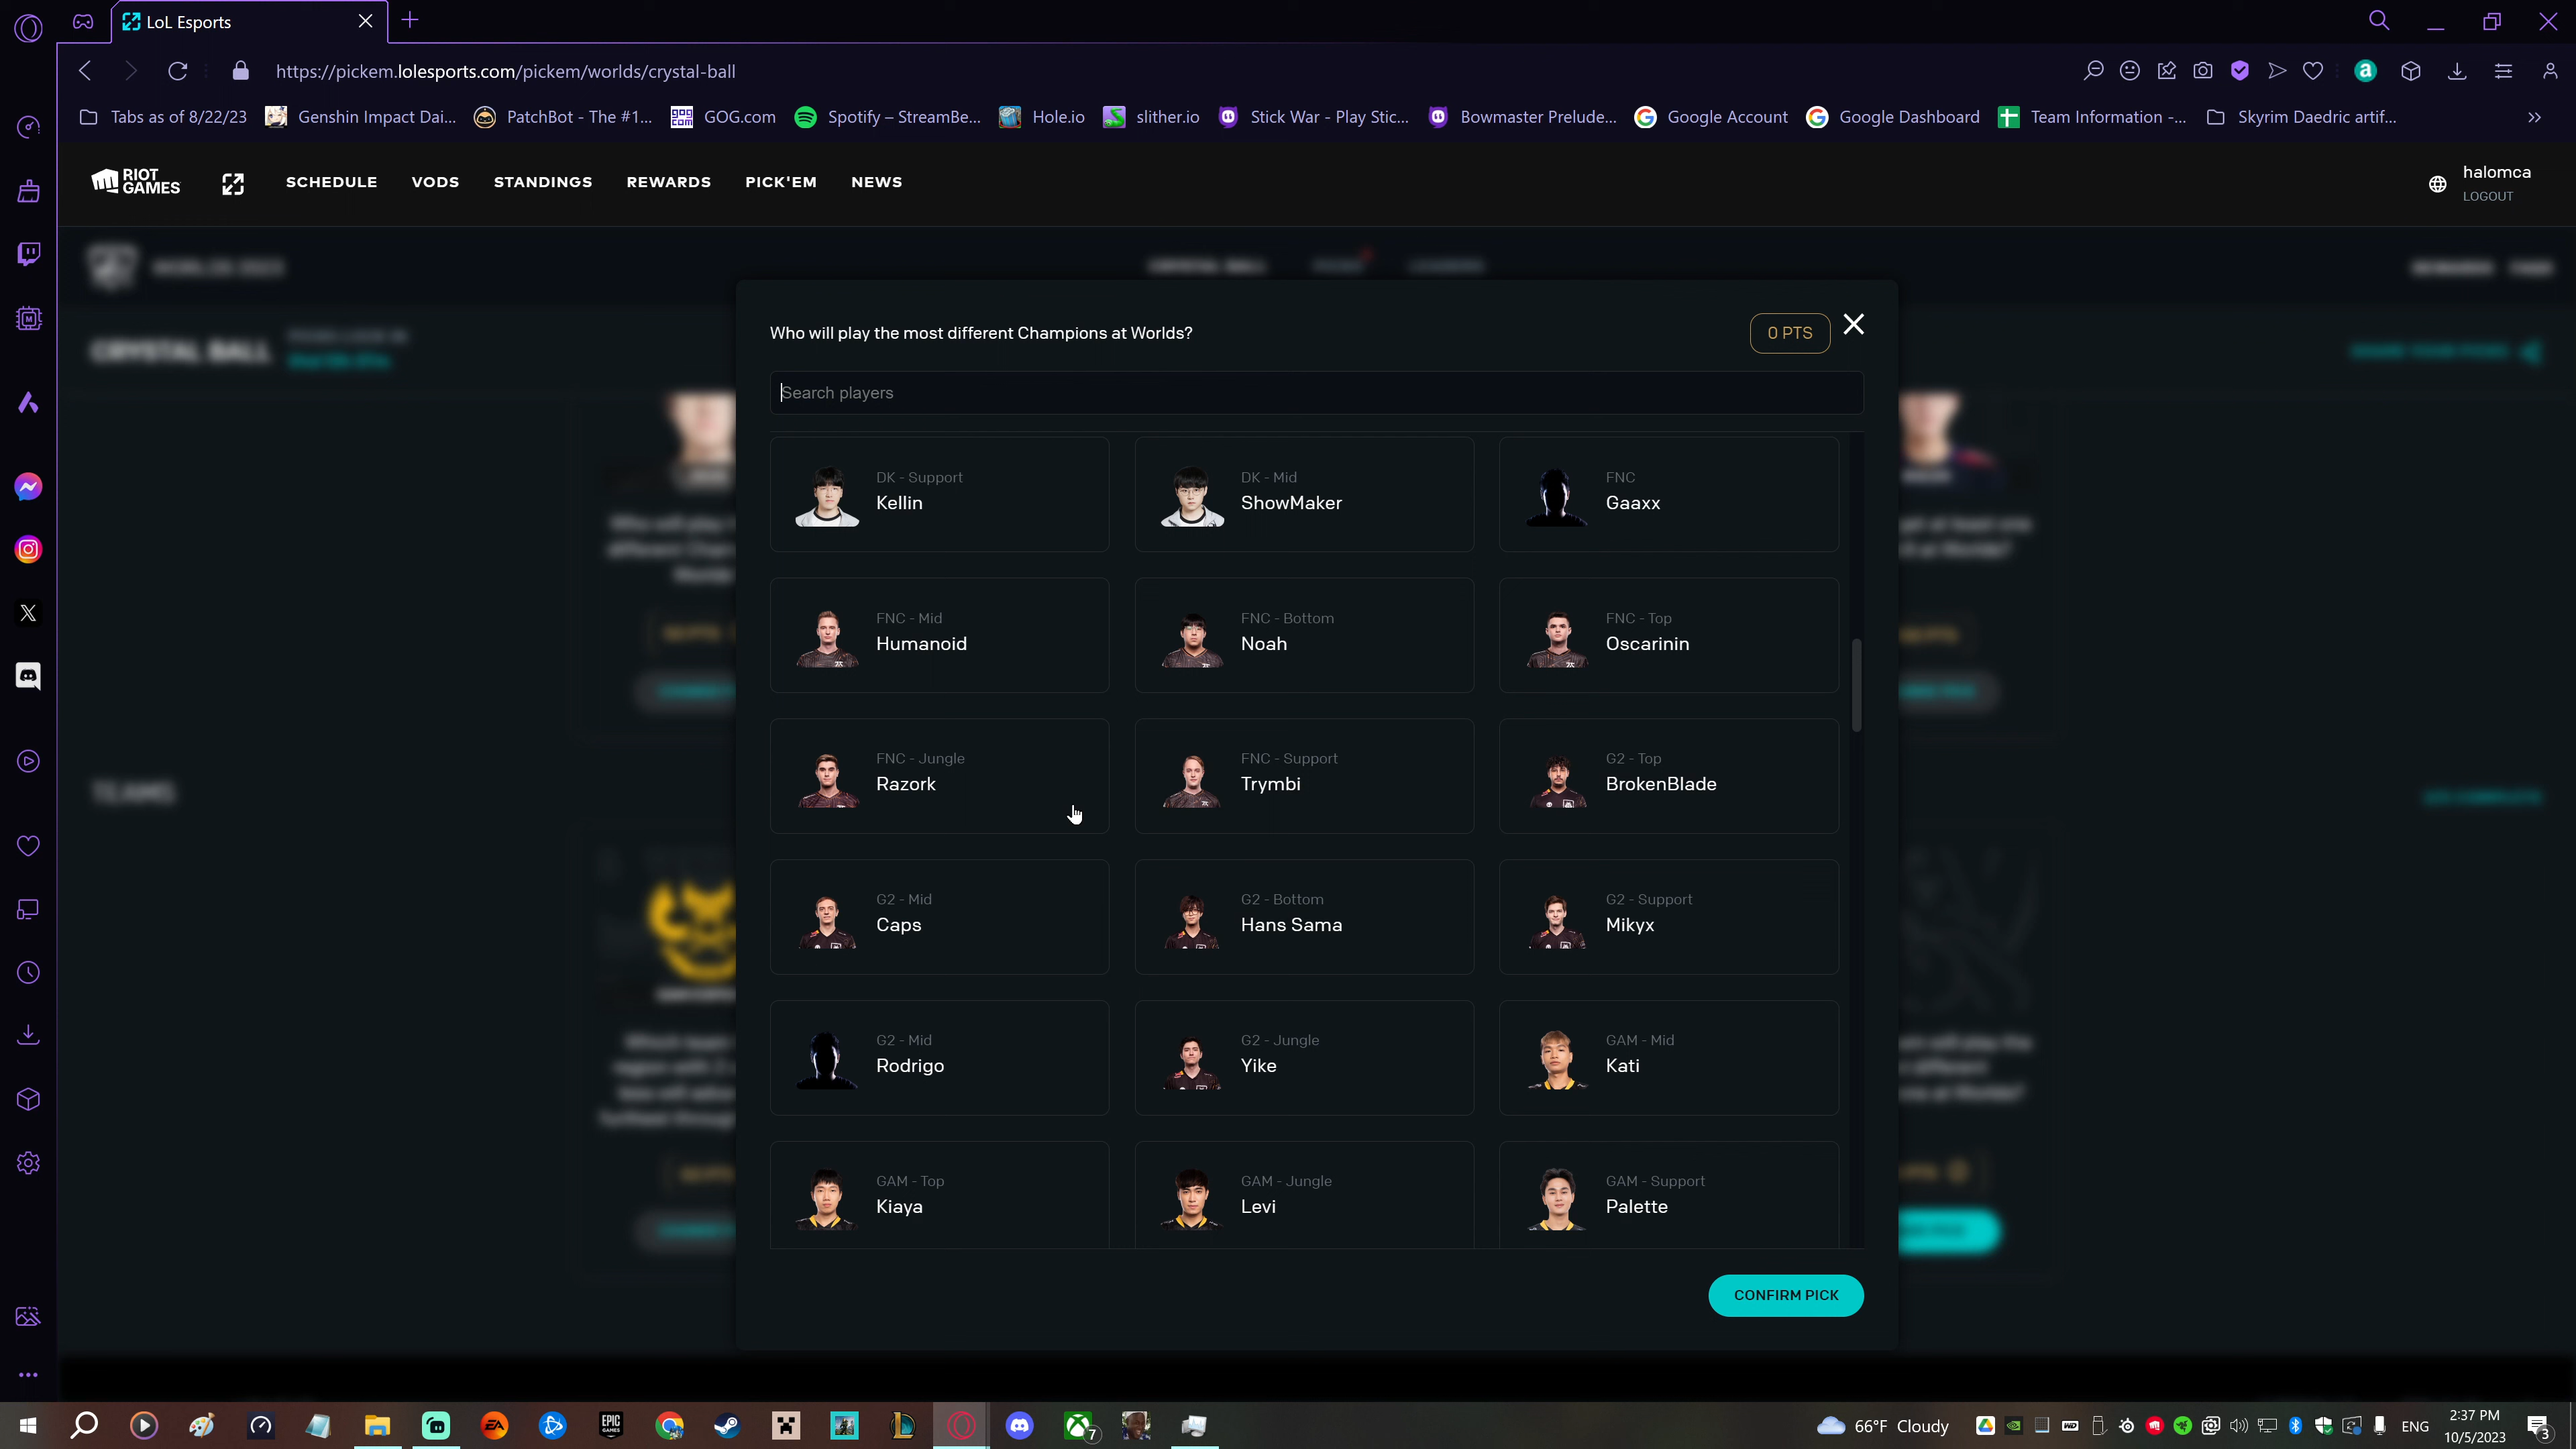 LoL Esports
https://pickem.lolesports.com/pickem/worlds/crystal-ball
Tabs as of 8/22/23 Genshin Impact Dai... PatchBot - The #1... GOG.com Spotify – StreamBe... Hole.io slither.io Stick War - Play Stic... Bowmaster Prelude... Google Account Google Dashboard Team Information -... Skyrim Daedric artif...
RIOT GAMES SCHEDULE VODS STANDINGS REWARDS PICK'EM NEWS
halomca
LOGOUT
WORLDS 2023 CRYSTAL BALL
CRYSTAL BALL
Who will play the most different Champions at Worlds? 0 PTS
Search players
DK - Support
Kellin
DK - Mid
ShowMaker
FNC
Gaaxx
FNC - Mid
Humanoid
FNC - Bottom
Noah
FNC - Top
Oscarinin
FNC - Jungle
Razork
FNC - Support
Trymbi
G2 - Top
BrokenBlade
G2 - Mid
Caps
G2 - Bottom
Hans Sama
G2 - Support
Mikyx
G2 - Mid
Rodrigo
G2 - Jungle
Yike
GAM - Mid
Kati
GAM - Top
Kiaya
GAM - Jungle
Levi
GAM - Support
Palette
CONFIRM PICK
TEAMS
66°F Cloudy
ENG
2:37 PM
10/5/2023